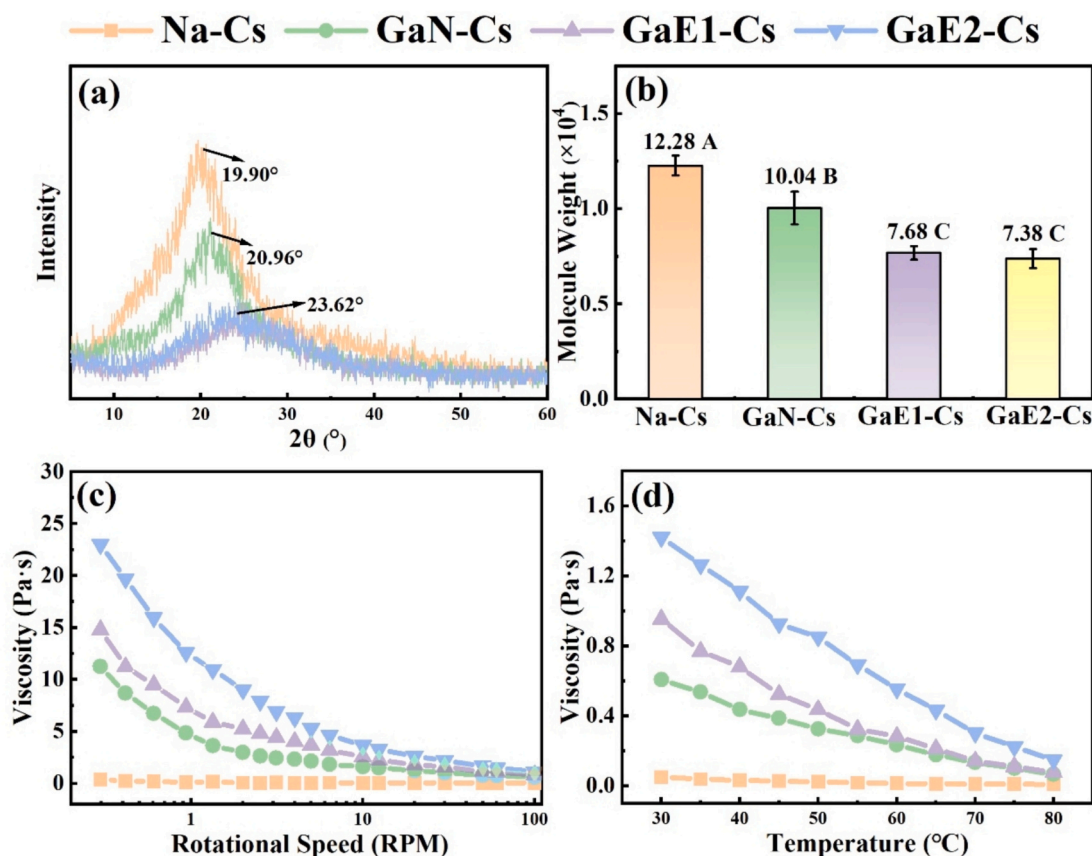 Na-Cs GaN-Cs GaE1-Cs GaE2-Cs
(a)
19.90°
20.96°
23.62°
Intensity
10 20 30 40 50 60
2θ (°)
(b)
12.28 A
10.04 B
7.68 C
7.38 C
Molecule Weight (×10⁴)
1.5
1.0
0.5
0.0
Na-Cs GaN-Cs GaE1-Cs GaE2-Cs
(c)
Viscosity (Pa·s)
30
25
20
15
10
5
0
1 10 100
Rotational Speed (RPM)
(d)
Viscosity (Pa·s)
1.6
1.2
0.8
0.4
0.0
30 40 50 60 70 80
Temperature (°C)